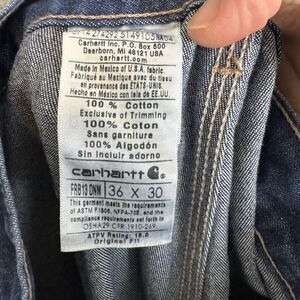 Carhartt Inc. P.O. Box 600
Dearborn, MI 48121 USA
carhartt.com
Made in Mexico of U.S.A. fabric.
Fabriqué au Mexique avec du tissu
en provenance des ÉTATS-UNIS.
Hecho en México con tela de EE.UU.
100 % Cotton
Exclusive of Trimming
100 % Coton
Sans garniture
100 % Algodón
Sin incluir adorno
carhartt
FRB13 DNM 36 X 30
This garment meets the requirements
of ASTM F1506, NFPA-70E, and the
compliance requirements set forth in
OSHA29 CFR 1910-269.
ATPV Rating: 18.0
Original Fit